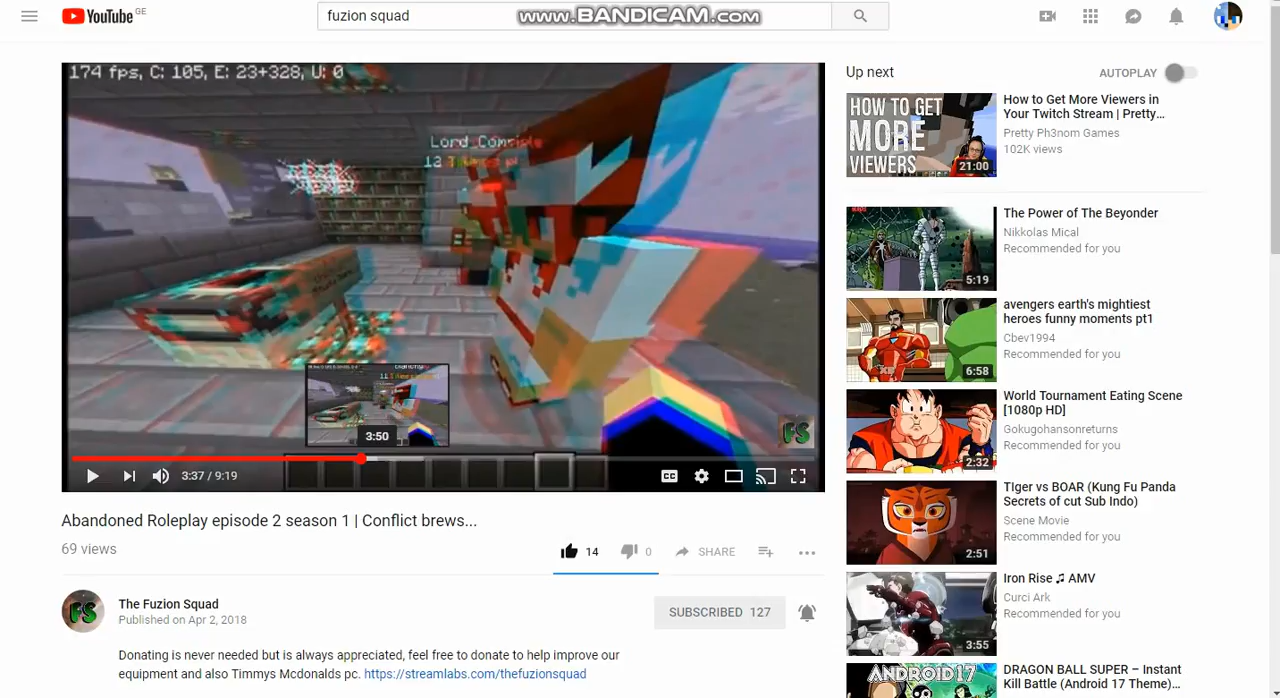 YouTube GE
fuzion squad
www.BANDICAM.com
174 fps, C: 105, E: 23+328, U: 0
FS
3:50
3:37 / 9:19
CC
Abandoned Roleplay episode 2 season 1 | Conflict brews...
69 views
14
0
SHARE
FS
The Fuzion Squad
Published on Apr 2, 2018
SUBSCRIBED 127
Donating is never needed but is always appreciated, feel free to donate to help improve our
equipment and also Timmys Mcdonalds pc. https://streamlabs.com/thefuzionsquad
Up next
AUTOPLAY
HOW TO GET
MORE
VIEWERS
21:00
How to Get More Viewers in
Your Twitch Stream | Pretty...
Pretty Ph3nom Games
102K views
5:19
The Power of The Beyonder
Nikkolas Mical
Recommended for you
6:58
avengers earth's mightiest
heroes funny moments pt1
Cbev1994
Recommended for you
2:32
World Tournament Eating Scene
[1080p HD]
Gokugohansonreturns
Recommended for you
2:51
TIger vs BOAR (Kung Fu Panda
Secrets of cut Sub Indo)
Scene Movie
Recommended for you
3:55
Iron Rise ♫ AMV
Curci Ark
Recommended for you
ANDROID17
DRAGON BALL SUPER – Instant
Kill Battle (Android 17 Theme)...